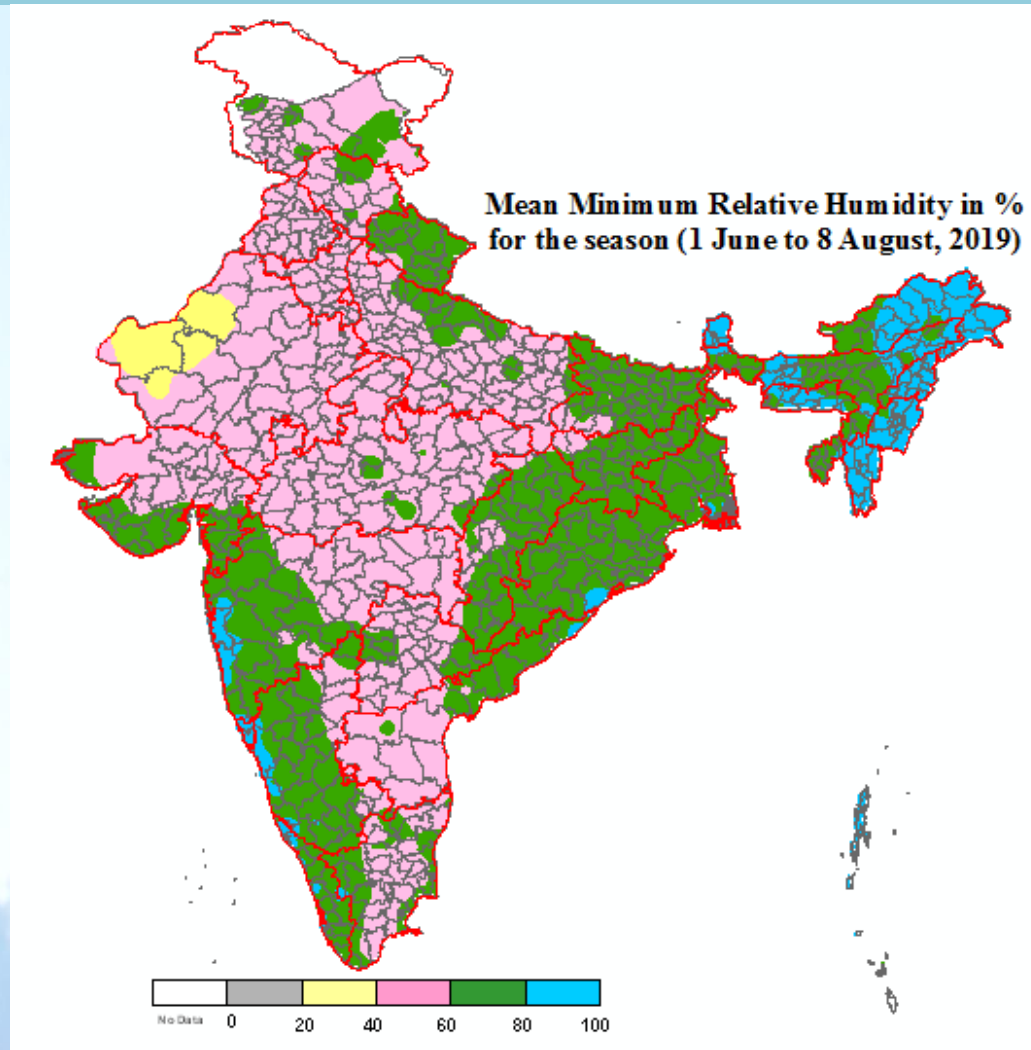 Mean Minimum Relative Humidity in %
for the season (1 June to 8 August, 2019)
No Data 0 20 40 60 80 100